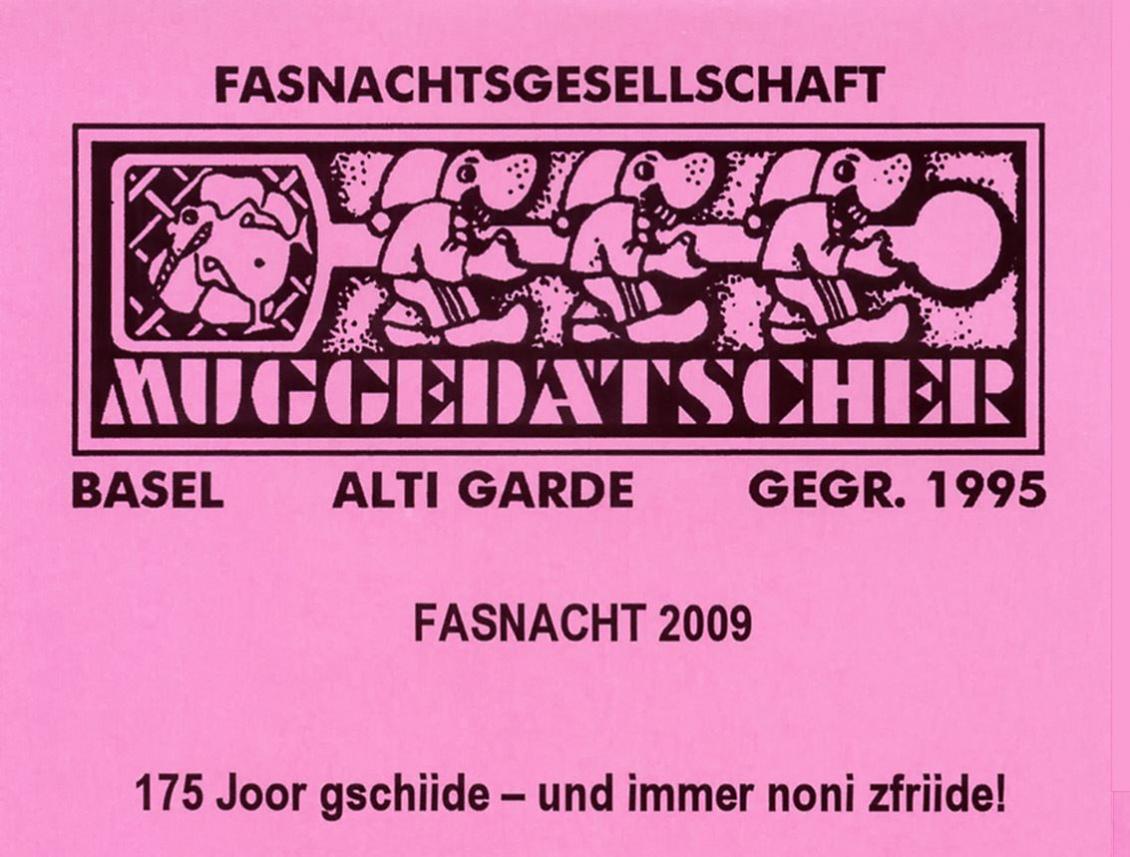 FASNACHTSGESELLSCHAFT
MUGGEDÄTSCHER
BASEL ALTI GARDE GEGR. 1995
FASNACHT 2009
175 Joor gschiide – und immer noni zfriide!